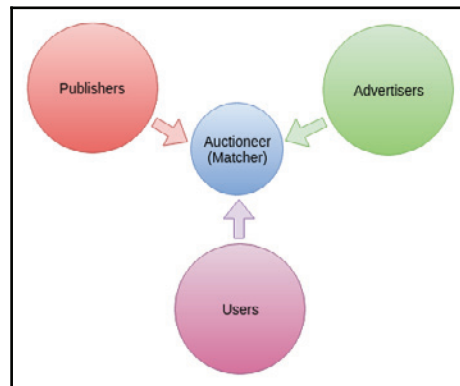 Publishers
Advertisers
Auctioneer
(Matcher)
Users